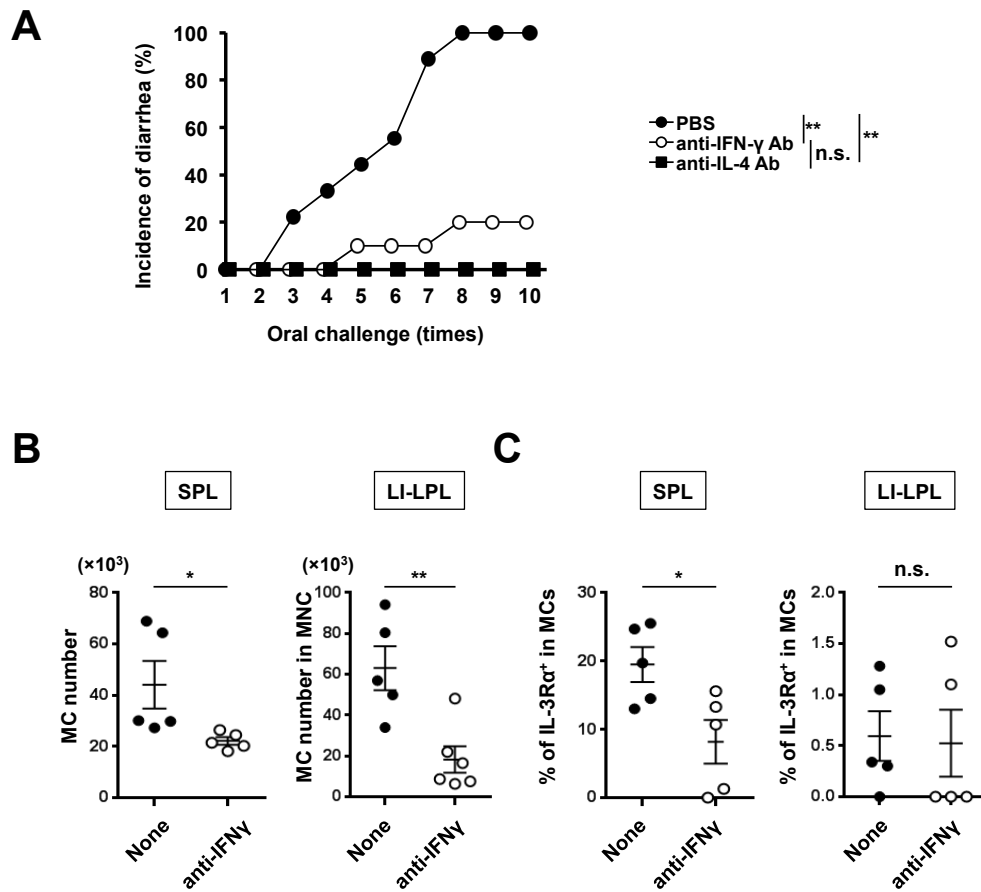 A
Incidence of diarrhea (%)
100
80
60
40
20
0
1 2 3 4 5 6 7 8 9 10
Oral challenge (times)
PBS
anti-IFN-γ Ab
anti-IL-4 Ab
**
n.s.
**
B
SPL
(×10³)
*
MC number
80
60
40
20
0
None
anti-IFNγ
LI-LPL
(×10³)
**
MC number in MNC
100
80
60
40
20
0
None
anti-IFNγ
C
SPL
*
% of IL-3Rα⁺ in MCs
30
20
10
0
None
anti-IFNγ
LI-LPL
n.s.
% of IL-3Rα⁺ in MCs
2.0
1.5
1.0
0.5
0.0
None
anti-IFNγ